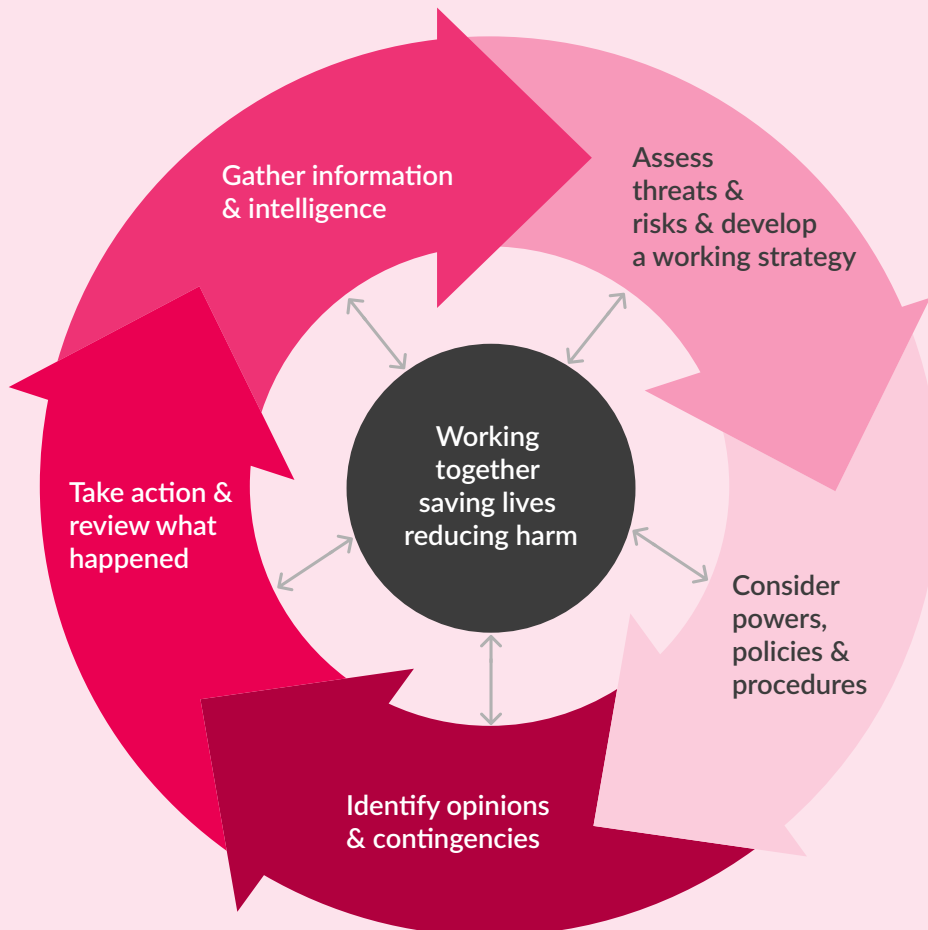 Gather information
& intelligence
Assess
threats &
risks & develop
a working strategy
Working
together
saving lives
reducing harm
Take action &
review what
happened
Consider
powers,
policies &
procedures
Identify opinions
& contingencies